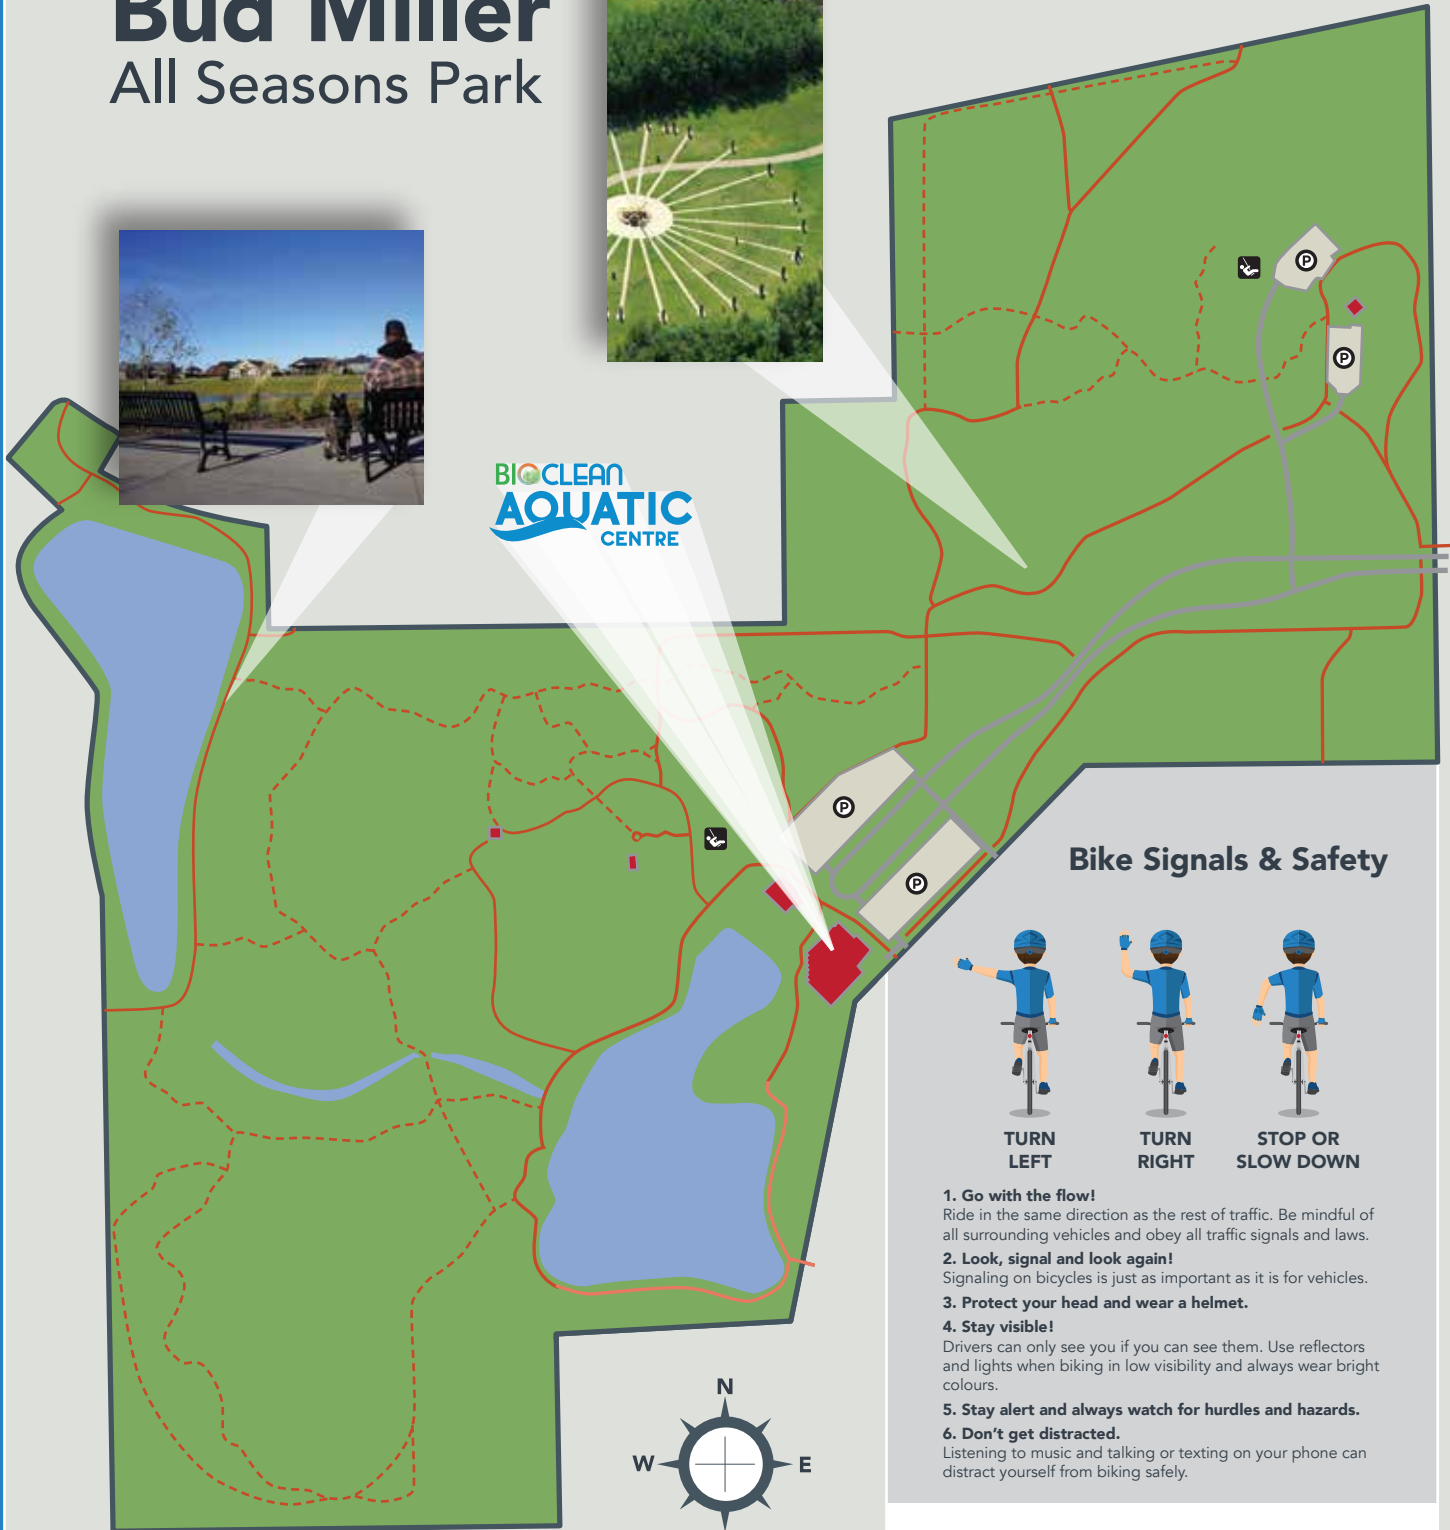 Bud Miller
All Seasons Park
BIOCLEAN
AQUATIC
CENTRE
P
P
P
P
Bike Signals & Safety
TURN
LEFT
TURN
RIGHT
STOP OR
SLOW DOWN
1. Go with the flow!
Ride in the same direction as the rest of traffic. Be mindful of
all surrounding vehicles and obey all traffic signals and laws.
2. Look, signal and look again!
Signaling on bicycles is just as important as it is for vehicles.
3. Protect your head and wear a helmet.
4. Stay visible!
Drivers can only see you if you can see them. Use reflectors
and lights when biking in low visibility and always wear bright
colours.
5. Stay alert and always watch for hurdles and hazards.
6. Don't get distracted.
Listening to music and talking or texting on your phone can
distract yourself from biking safely.
N
W
E